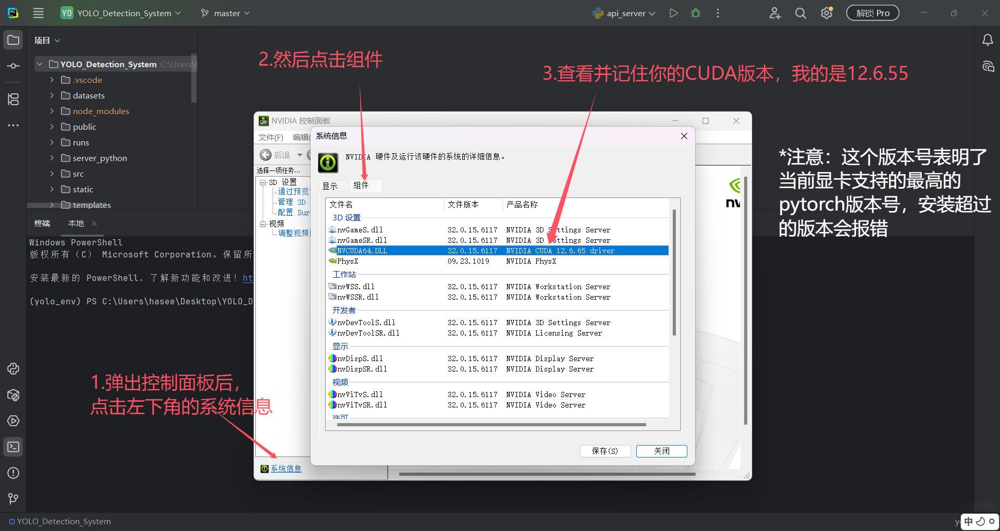 YO YOLO_Detection_System
master
api_server
解锁 Pro
项目
YOLO_Detection_System C:\Users\h
.vscode
datasets
node_modules
public
runs
server_python
src
static
templates
2.然后点击组件
3.查看并记住你的CUDA版本，我的是12.6.55
*注意：这个版本号表明了
当前显卡支持的最高的
pytorch版本号，安装超过
的版本会报错
1.弹出控制面板后，
点击左下角的系统信息
终端 本地
Windows PowerShell
版权所有（C） Microsoft Corporation。保留所
安装最新的 PowerShell，了解新功能和改进！ht
(yolo_env) PS C:\Users\hasee\Desktop\YOLO_D
NVIDIA 控制面板
文件(F) 编辑(
后退
选择一项任务...
3D 设置
通过预览
管理 3D
配置 Sur
视频
调整视频
系统信息
系统信息
NVIDIA 硬件及运行该硬件的系统的详细信息。
显示 组件
文件名 文件版本 产品名称
3D 设置
nvGameS.dll 32.0.15.6117 NVIDIA 3D Settings Server
nvGameSR.dll 32.0.15.6117 NVIDIA 3D Settings Server
NVCUDA64.DLL 32.0.15.6117 NVIDIA CUDA 12.6.65 driver
PhysX 09.23.1019 NVIDIA PhysX
工作站
nvWSS.dll 32.0.15.6117 NVIDIA Workstation Server
nvWSSR.dll 32.0.15.6117 NVIDIA Workstation Server
开发者
nvDevToolS.dll 32.0.15.6117 NVIDIA 3D Settings Server
nvDevToolSR.dll 32.0.15.6117 NVIDIA Licensing Server
显示
nvDispS.dll 32.0.15.6117 NVIDIA Display Server
nvDispSR.dll 32.0.15.6117 NVIDIA Display Server
视频
nvViTvS.dll 32.0.15.6117 NVIDIA Video Server
nvViTvSR.dll 32.0.15.6117 NVIDIA Video Server
许可
保存(S) 关闭
YOLO_Detection_System
中